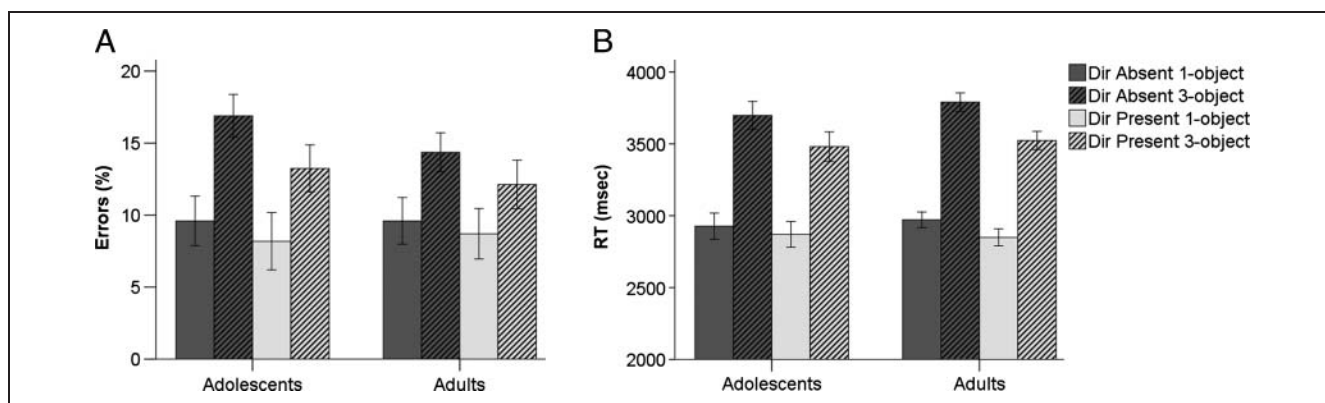 A
B
Errors (%)
20
15
10
5
0
Adolescents
Adults
RT (msec)
4000
3500
3000
2500
2000
Adolescents
Adults
Dir Absent 1-object
Dir Absent 3-object
Dir Present 1-object
Dir Present 3-object